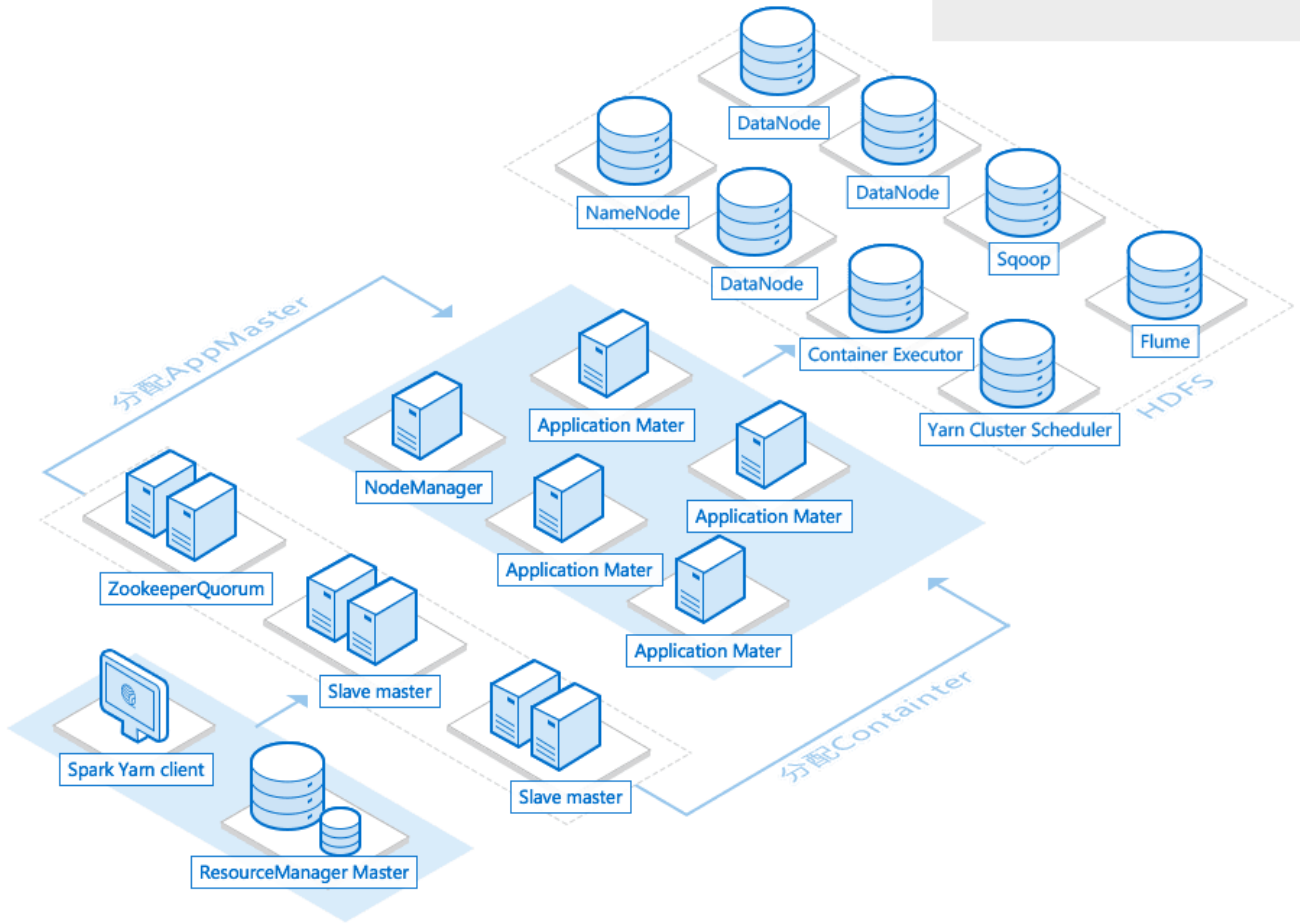 DataNode
NameNode
DataNode
DataNode
Sqoop
Flume
Container Executor
Yarn Cluster Scheduler
HDFS
分配AppMaster
Application Mater
NodeManager
Application Mater
Application Mater
Application Mater
ZookeeperQuorum
Slave master
Slave master
分配Containter
Spark Yarn client
ResourceManager Master